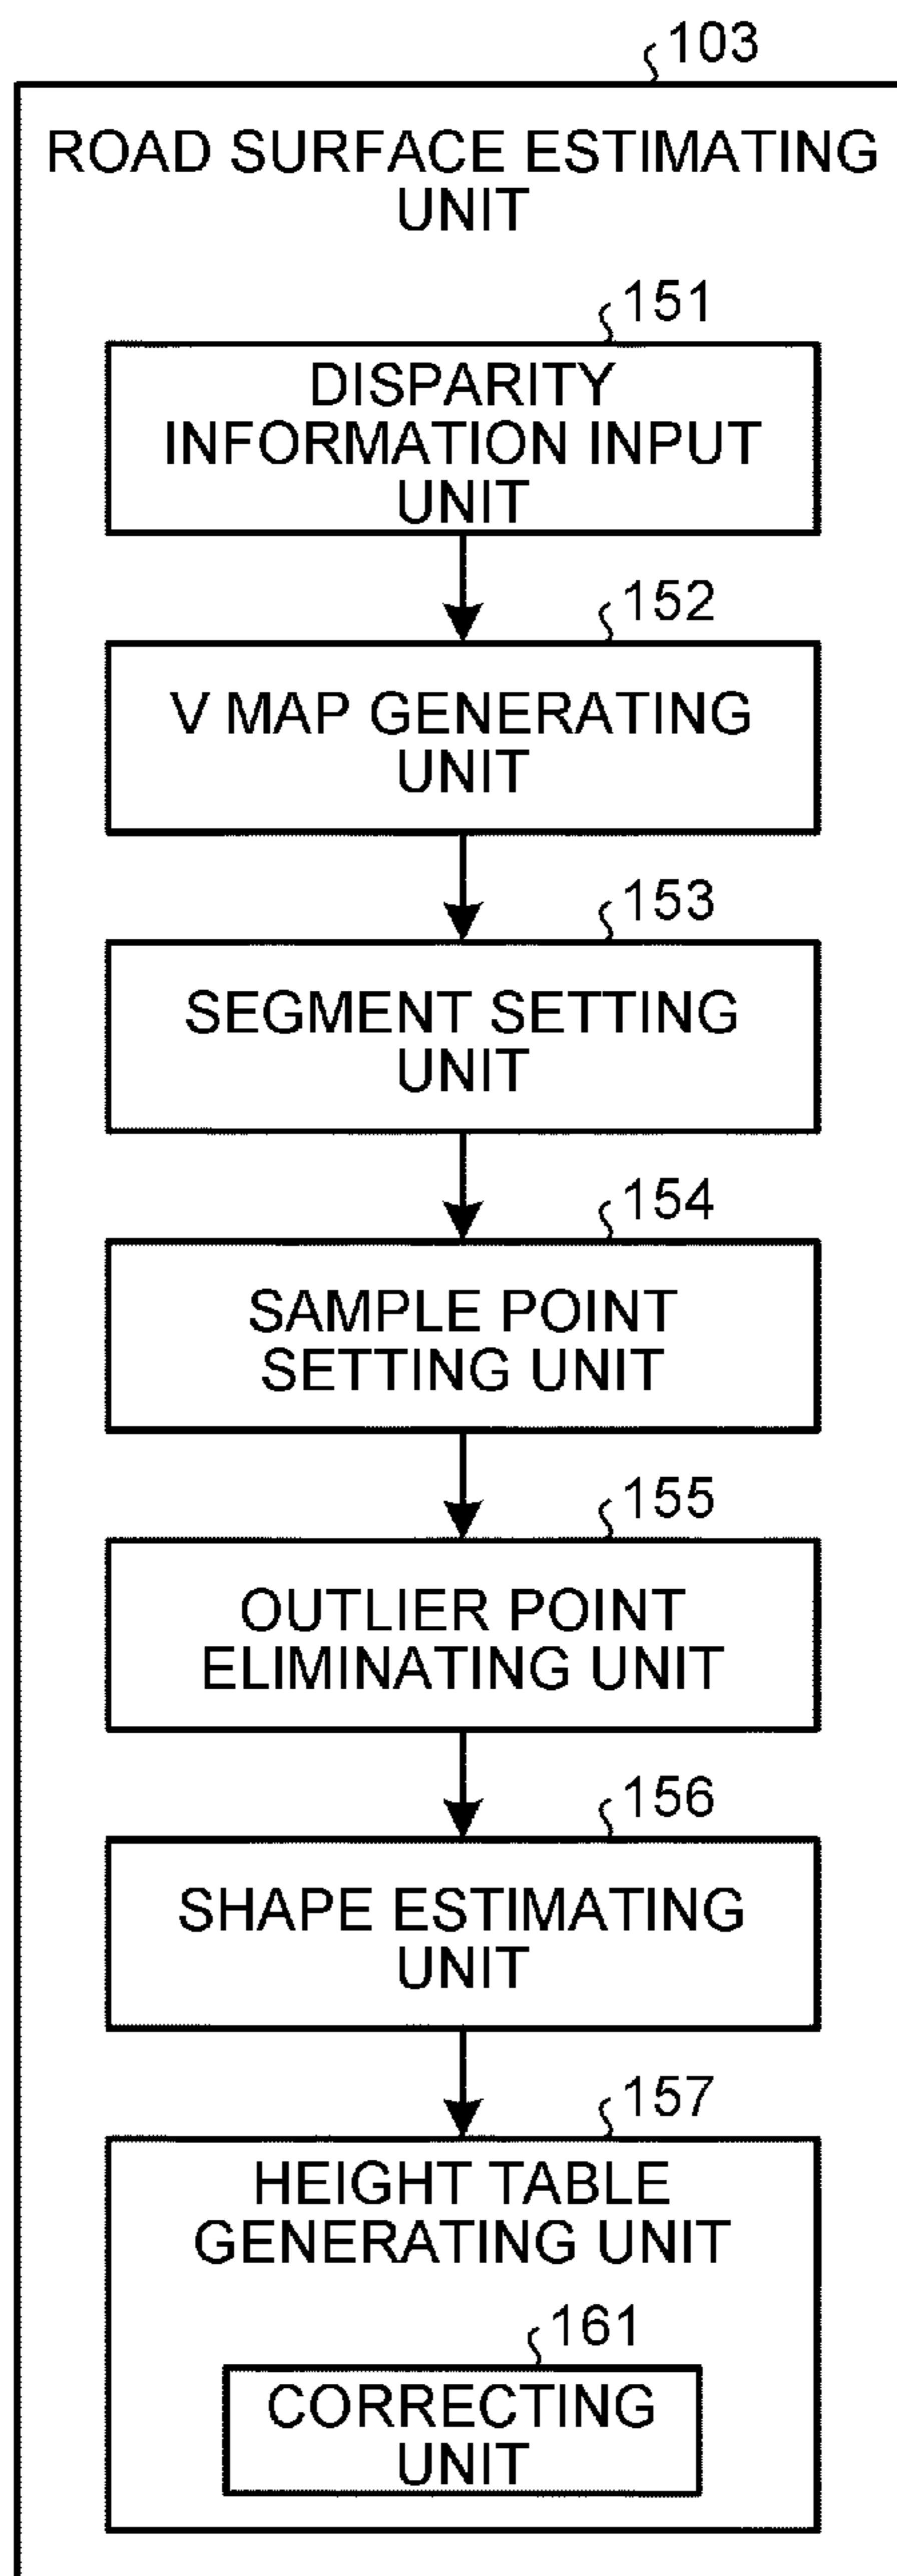 103
ROAD SURFACE ESTIMATING
UNIT
151
DISPARITY
INFORMATION INPUT
UNIT
152
V MAP GENERATING
UNIT
153
SEGMENT SETTING
UNIT
154
SAMPLE POINT
SETTING UNIT
155
OUTLIER POINT
ELIMINATING UNIT
156
SHAPE ESTIMATING
UNIT
157
HEIGHT TABLE
GENERATING UNIT
161
CORRECTING
UNIT